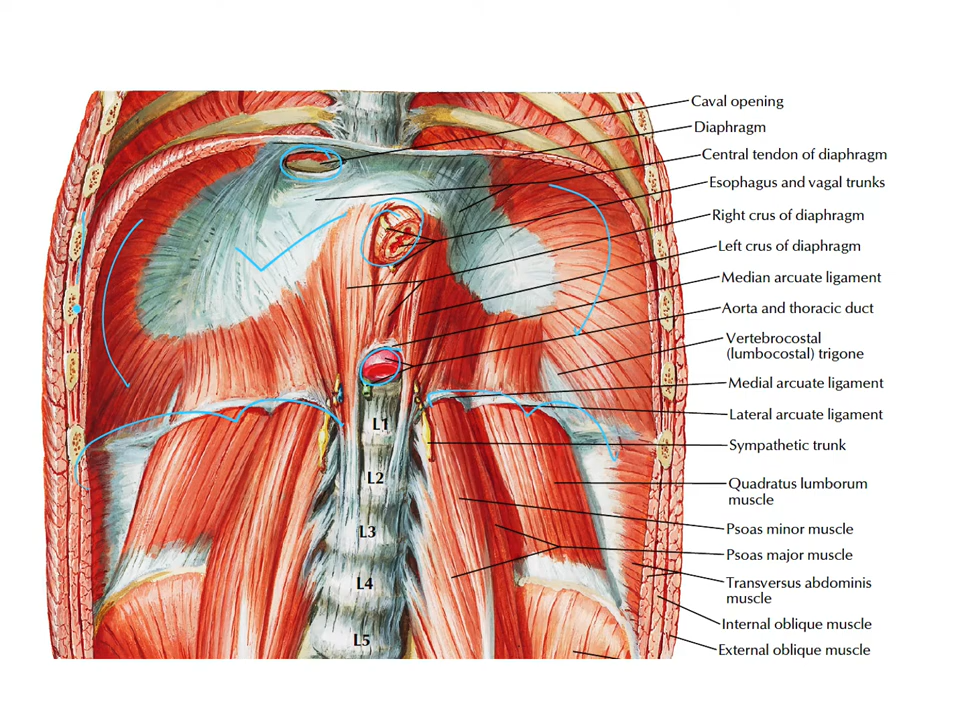 Caval opening
Diaphragm
Central tendon of diaphragm
Esophagus and vagal trunks
Right crus of diaphragm
Left crus of diaphragm
Median arcuate ligament
Aorta and thoracic duct
Vertebrocostal
(lumbocostal) trigone
Medial arcuate ligament
Lateral arcuate ligament
Sympathetic trunk
Quadratus lumborum
muscle
Psoas minor muscle
Psoas major muscle
Transversus abdominis
muscle
Internal oblique muscle
External oblique muscle
L1
L2
L3
L4
L5